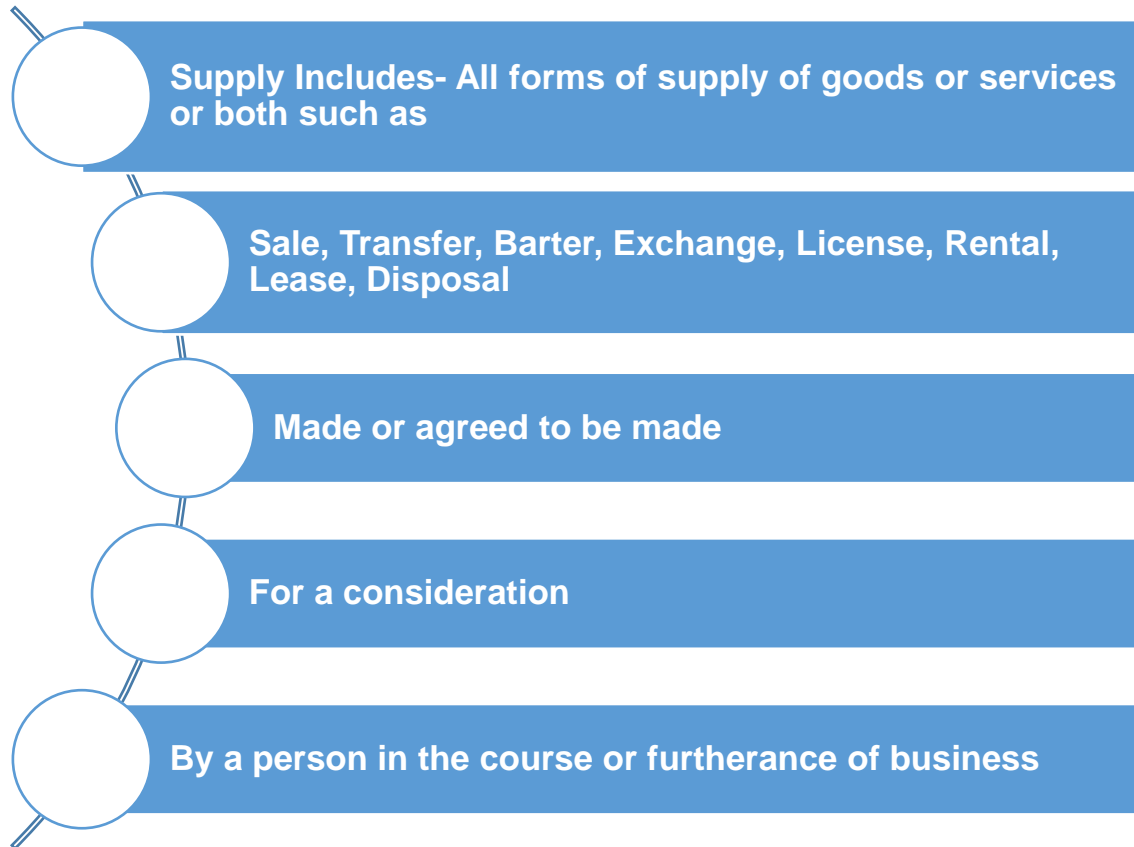 Supply Includes- All forms of supply of goods or services
or both such as
Sale, Transfer, Barter, Exchange, License, Rental,
Lease, Disposal
Made or agreed to be made
For a consideration
By a person in the course or furtherance of business